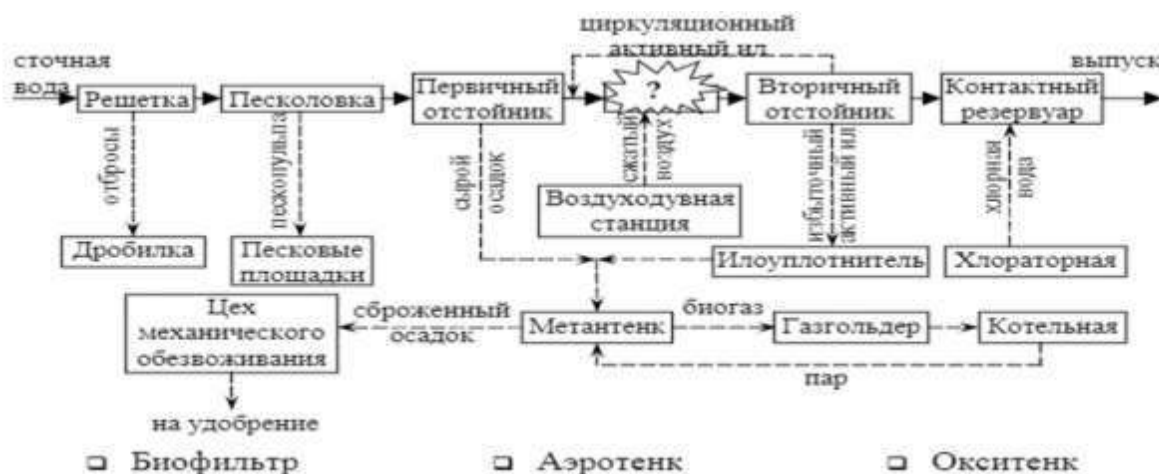 циркуляционный
активный ил
сточная
вода
выпуск
Решетка
Песколовка
Первичный
отстойник
?
Вторичный
отстойник
Контактный
резервуар
отбросы
пескопульпа
сырой
осадок
сжатый
воздух
избыточный
активный ил
хлорная
вода
Воздуходувная
станция
Дробилка
Песковые
площадки
Илоуплотнитель
Хлораторная
Цех
механического
обезвоживания
сброженный
осадок
Метантенк
биогаз
Газгольдер
Котельная
пар
на удобрение
Биофильтр
Аэротенк
Окситенк